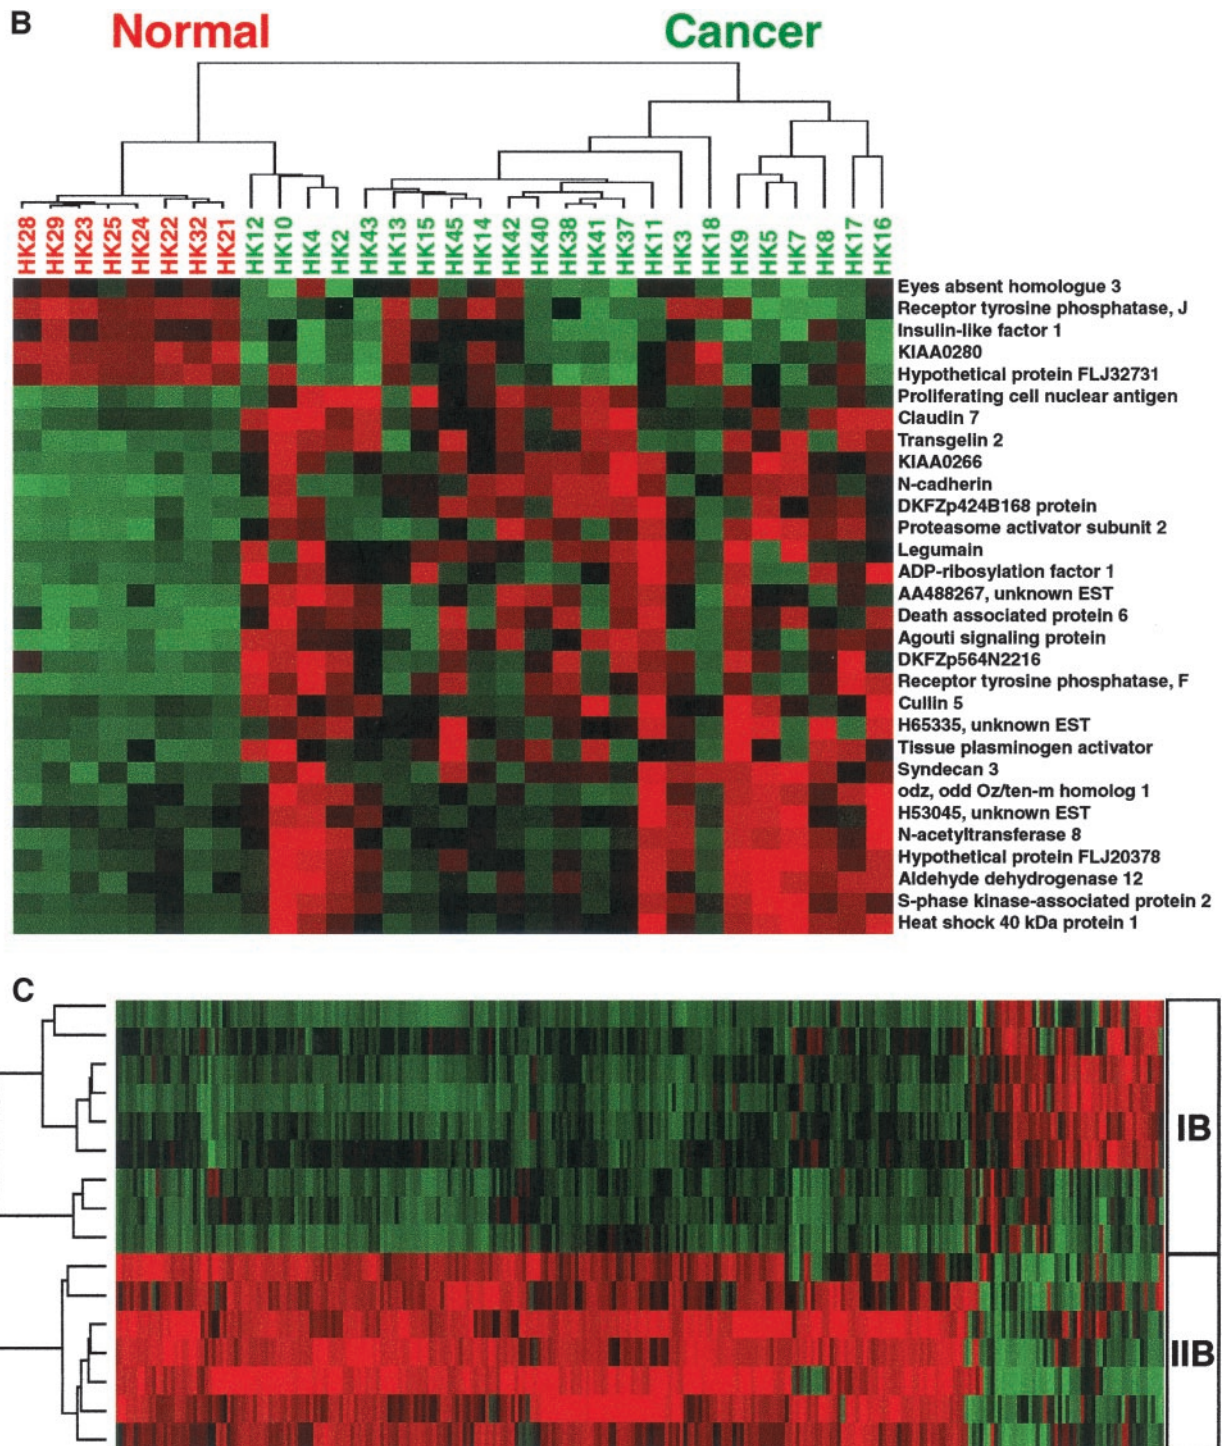 B
Normal Cancer
HK28 HK29 HK23 HK25 HK24 HK22 HK32 HK21 HK12 HK10 HK4 HK2 HK43 HK13 HK15 HK45 HK14 HK42 HK40 HK38 HK41 HK37 HK11 HK3 HK18 HK9 HK5 HK7 HK8 HK17 HK16
Eyes absent homologue 3
Receptor tyrosine phosphatase, J
Insulin-like factor 1
KIAA0280
Hypothetical protein FLJ32731
Proliferating cell nuclear antigen
Claudin 7
Transgelin 2
KIAA0266
N-cadherin
DKFZp424B168 protein
Proteasome activator subunit 2
Legumain
ADP-ribosylation factor 1
AA488267, unknown EST
Death associated protein 6
Agouti signaling protein
DKFZp564N2216
Receptor tyrosine phosphatase, F
Cullin 5
H65335, unknown EST
Tissue plasminogen activator
Syndecan 3
odz, odd Oz/ten-m homolog 1
H53045, unknown EST
N-acetyltransferase 8
Hypothetical protein FLJ20378
Aldehyde dehydrogenase 12
S-phase kinase-associated protein 2
Heat shock 40 kDa protein 1
C
IB
IIB